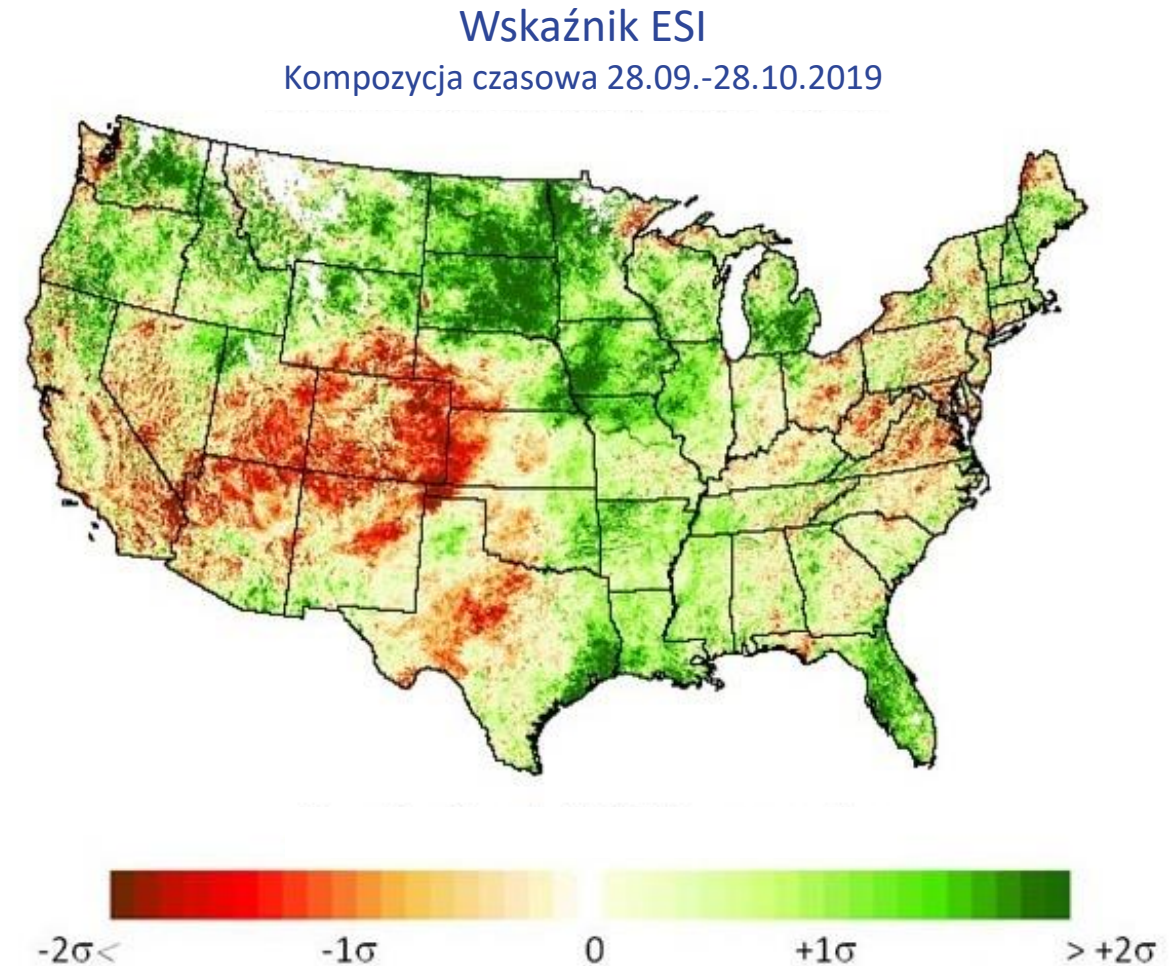 Wskaźnik ESI
Kompozycja czasowa 28.09.-28.10.2019
-2σ< -1σ 0 +1σ > +2σ